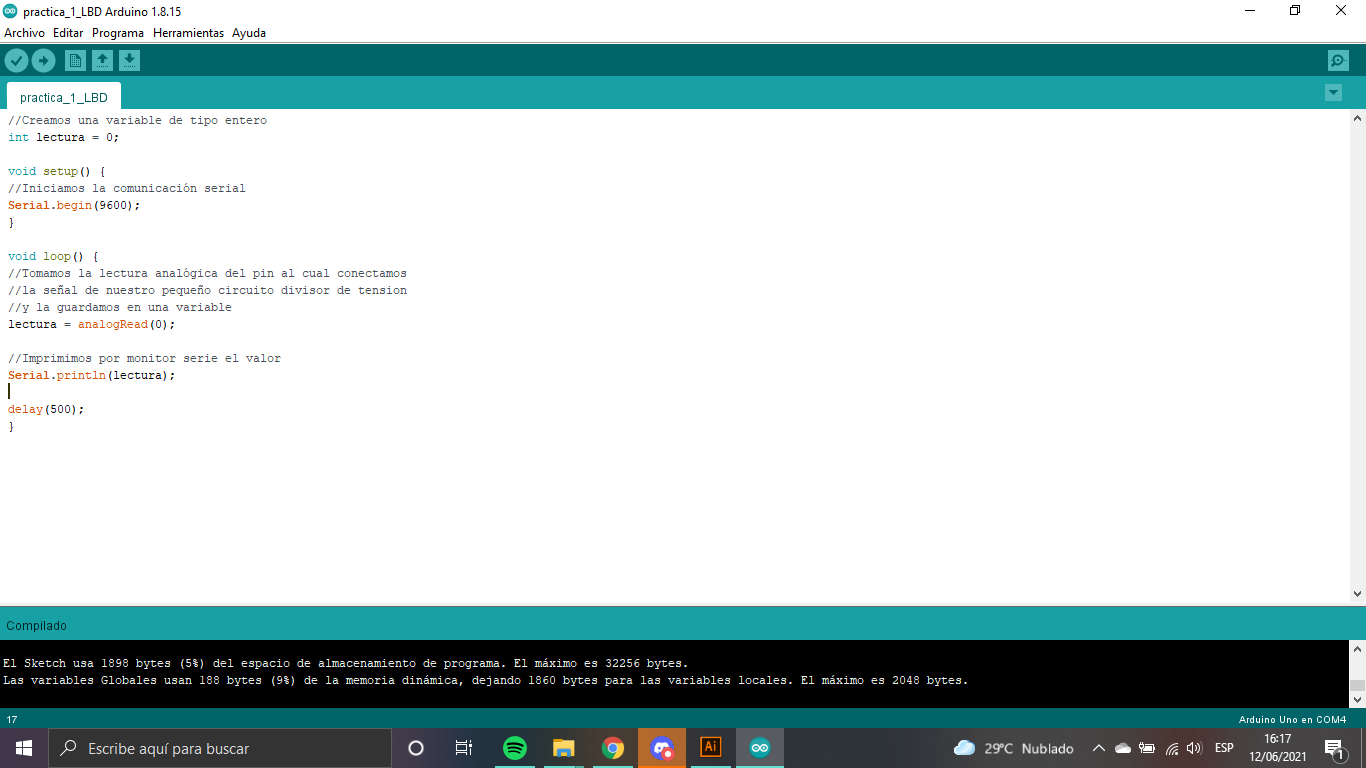 practica_1_LBD Arduino 1.8.15
Archivo Editar Programa Herramientas Ayuda
practica_1_LBD
//Creamos una variable de tipo entero
int lectura = 0;
void setup() {
//Iniciamos la comunicación serial
Serial.begin(9600);
}
void loop() {
//Tomamos la lectura analógica del pin al cual conectamos
//la señal de nuestro pequeño circuito divisor de tension
//y la guardamos en una variable
lectura = analogRead(0);
//Imprimimos por monitor serie el valor
Serial.println(lectura);
delay(500);
}
Compilado
El Sketch usa 1898 bytes (5%) del espacio de almacenamiento de programa. El máximo es 32256 bytes.
Las variables Globales usan 188 bytes (9%) de la memoria dinámica, dejando 1860 bytes para las variables locales. El máximo es 2048 bytes.
17
Arduino Uno en COM4
Escribe aquí para buscar
Ai
29°C Nublado
ESP
16:17
12/06/2021
1